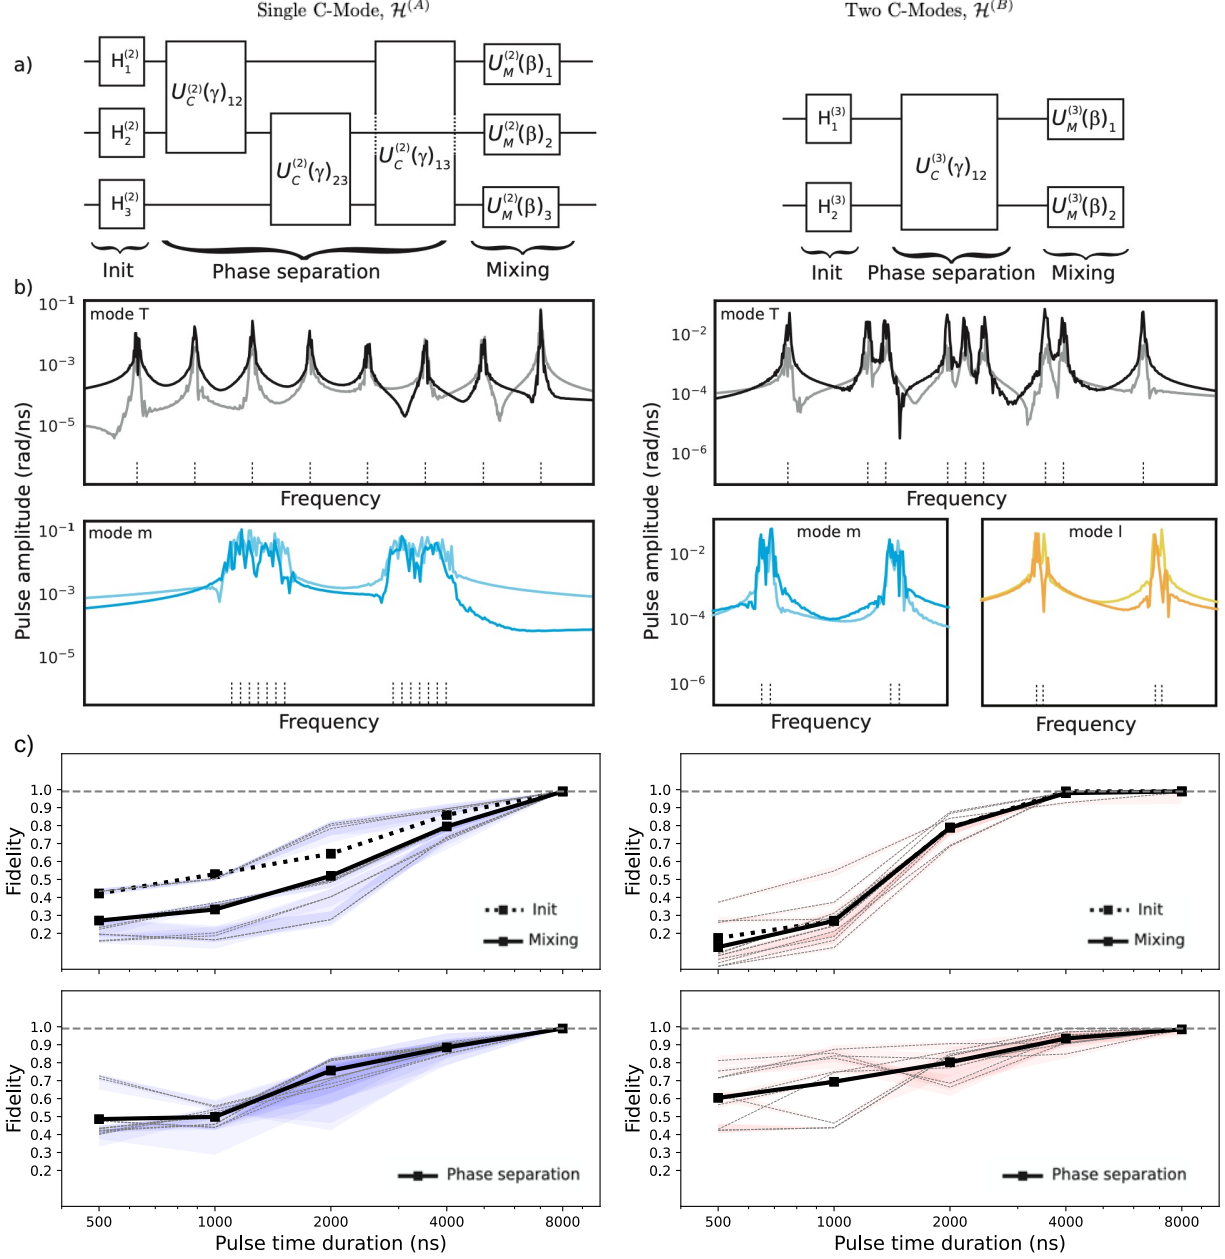 Single C-Mode, 𝓗^(A)
Two C-Modes, 𝓗^(B)
a)
H₁^(2)
H₂^(2)
H₃^(2)
U_C^(2)(γ)₁₂
U_C^(2)(γ)₂₃
U_C^(2)(γ)₁₃
U_M^(2)(β)₁
U_M^(2)(β)₂
U_M^(2)(β)₃
Init
Phase separation
Mixing
H₁^(3)
H₂^(3)
U_C^(3)(γ)₁₂
U_M^(3)(β)₁
U_M^(3)(β)₂
Init
Phase separation
Mixing
b)
Pulse amplitude (rad/ns)
mode T
10⁻¹
10⁻³
10⁻⁵
Frequency
mode m
10⁻¹
10⁻³
10⁻⁵
Frequency
Pulse amplitude (rad/ns)
mode T
10⁻²
10⁻⁴
10⁻⁶
Frequency
mode m
10⁻²
10⁻⁴
10⁻⁶
Frequency
mode l
Frequency
c)
Fidelity
1.0
0.9
0.8
0.7
0.6
0.5
0.4
0.3
0.2
Init
Mixing
Fidelity
1.0
0.9
0.8
0.7
0.6
0.5
0.4
0.3
0.2
Init
Mixing
Fidelity
1.0
0.9
0.8
0.7
0.6
0.5
0.4
0.3
0.2
Phase separation
500 1000 2000 4000 8000
Pulse time duration (ns)
Fidelity
1.0
0.9
0.8
0.7
0.6
0.5
0.4
0.3
0.2
Phase separation
500 1000 2000 4000 8000
Pulse time duration (ns)